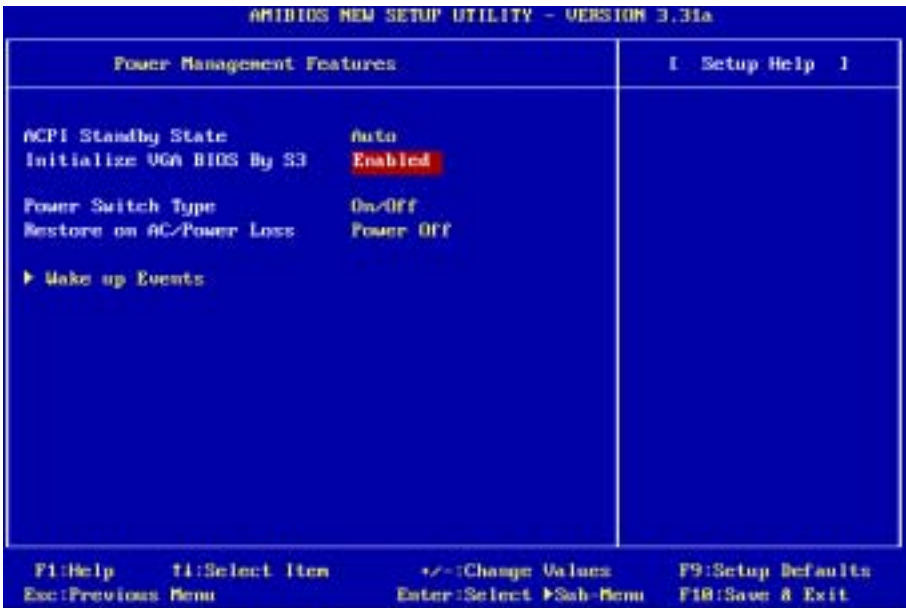 AMIBIOS NEW SETUP UTILITY - VERSION 3.31a
Power Management Features
[ Setup Help ]
ACPI Standby State Auto
Initialize VGA BIOS By S3 Enabled
Power Switch Type On/Off
Restore on AC/Power Loss Power Off
▶ Wake up Events
F1:Help ↑↓:Select Item +/-:Change Values F9:Setup Defaults
Esc:Previous Menu Enter:Select ▶Sub-Menu F10:Save & Exit